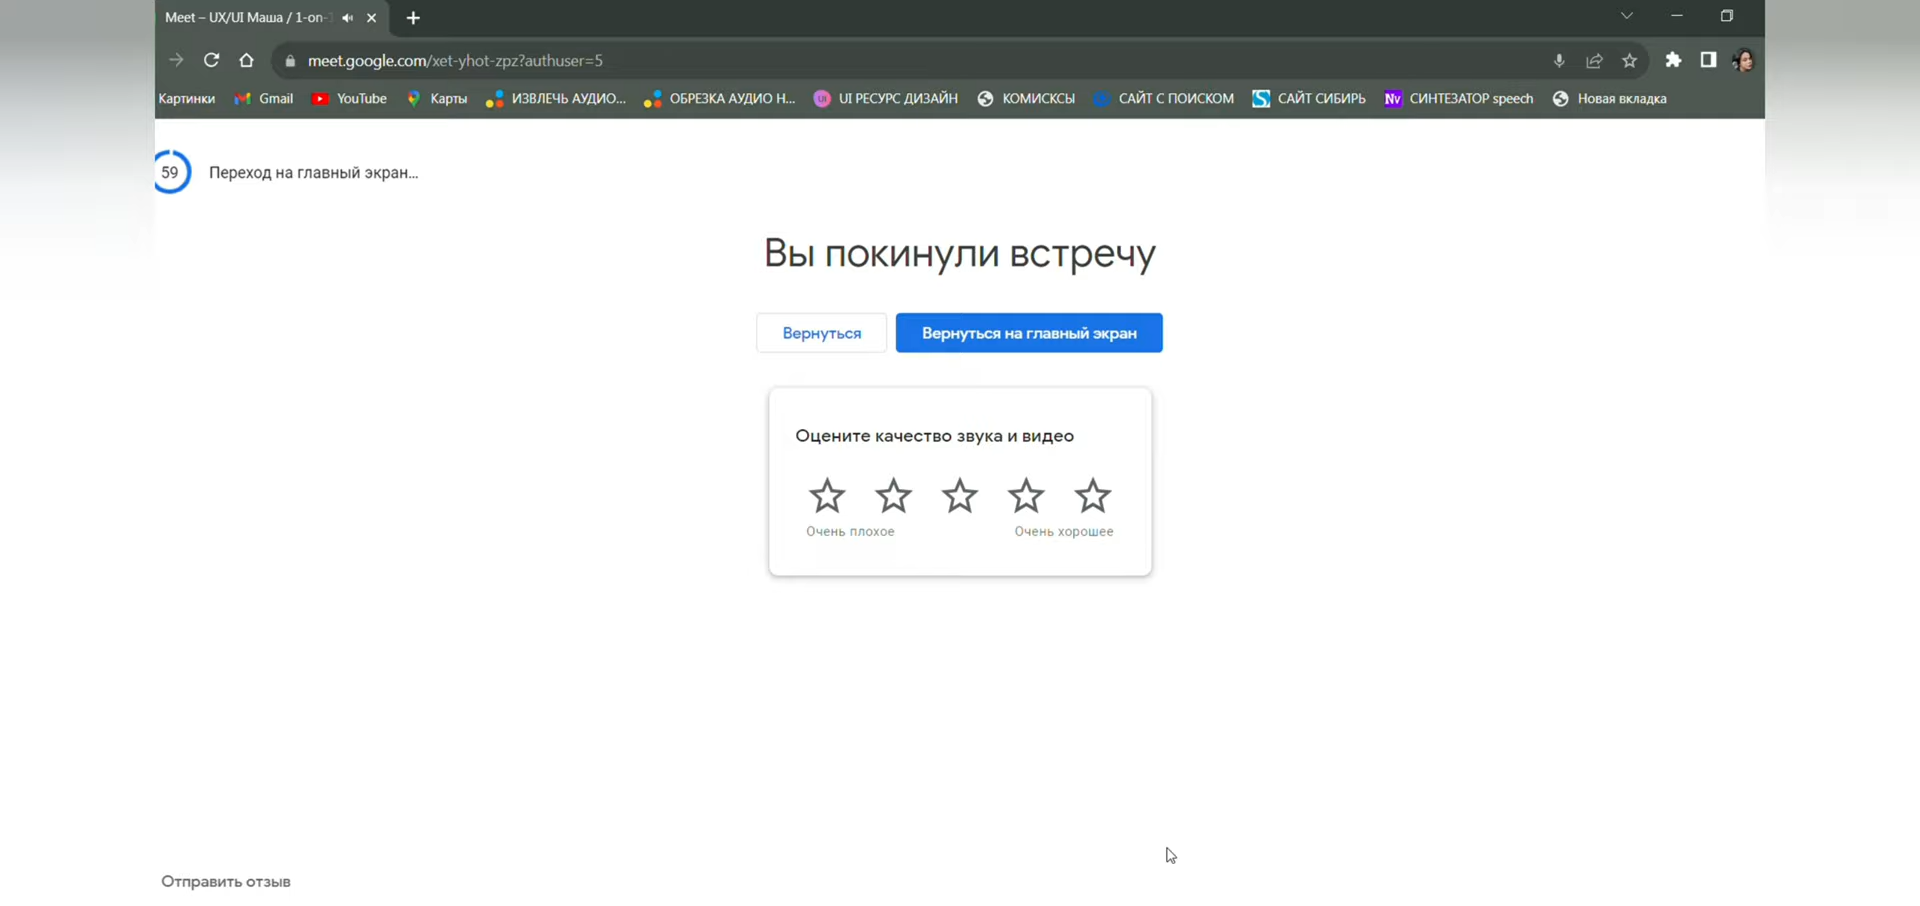 Meet – UX/UI Маша / 1-on-
meet.google.com/xet-yhot-zpz?authuser=5
Картинки Gmail YouTube Карты ИЗВЛЕЧЬ АУДИО... ОБРЕЗКА АУДИО Н... UI РЕСУРС ДИЗАЙН КОМИСКСЫ САЙТ С ПОИСКОМ САЙТ СИБИРЬ Nv СИНТЕЗАТОР speech Новая вкладка
59 Переход на главный экран...
Вы покинули встречу
Вернуться Вернуться на главный экран
Оцените качество звука и видео
Очень плохое Очень хорошее
Отправить отзыв